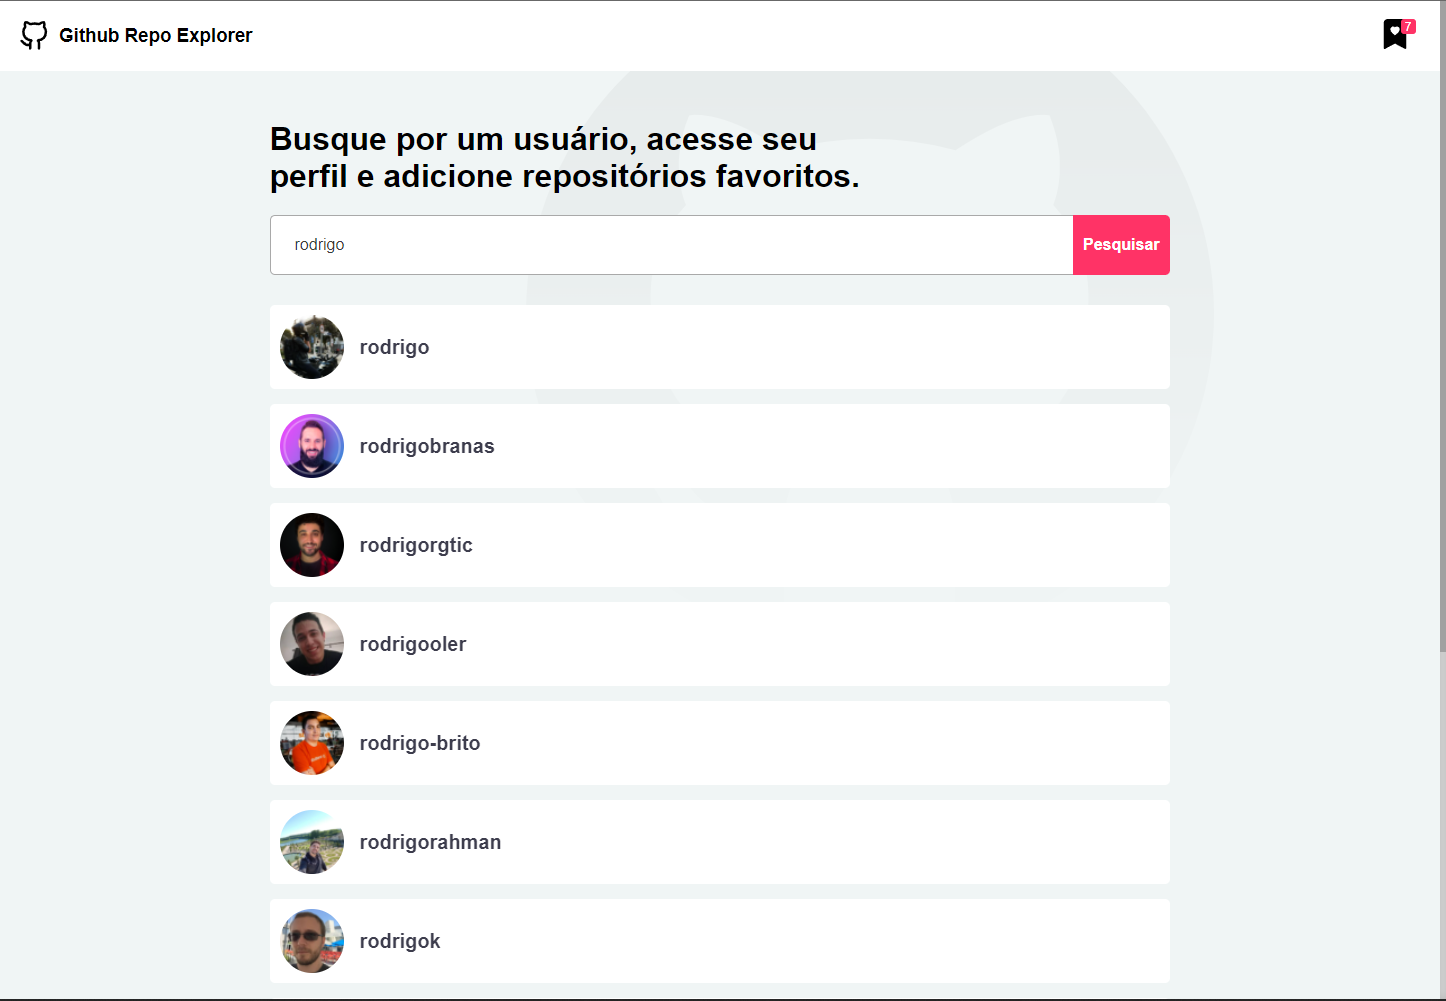 Github Repo Explorer
7
Busque por um usuário, acesse seu
perfil e adicione repositórios favoritos.
rodrigo
Pesquisar
rodrigo
rodrigobranas
rodrigorgtic
rodrigooler
rodrigo-brito
rodrigorahman
rodrigok